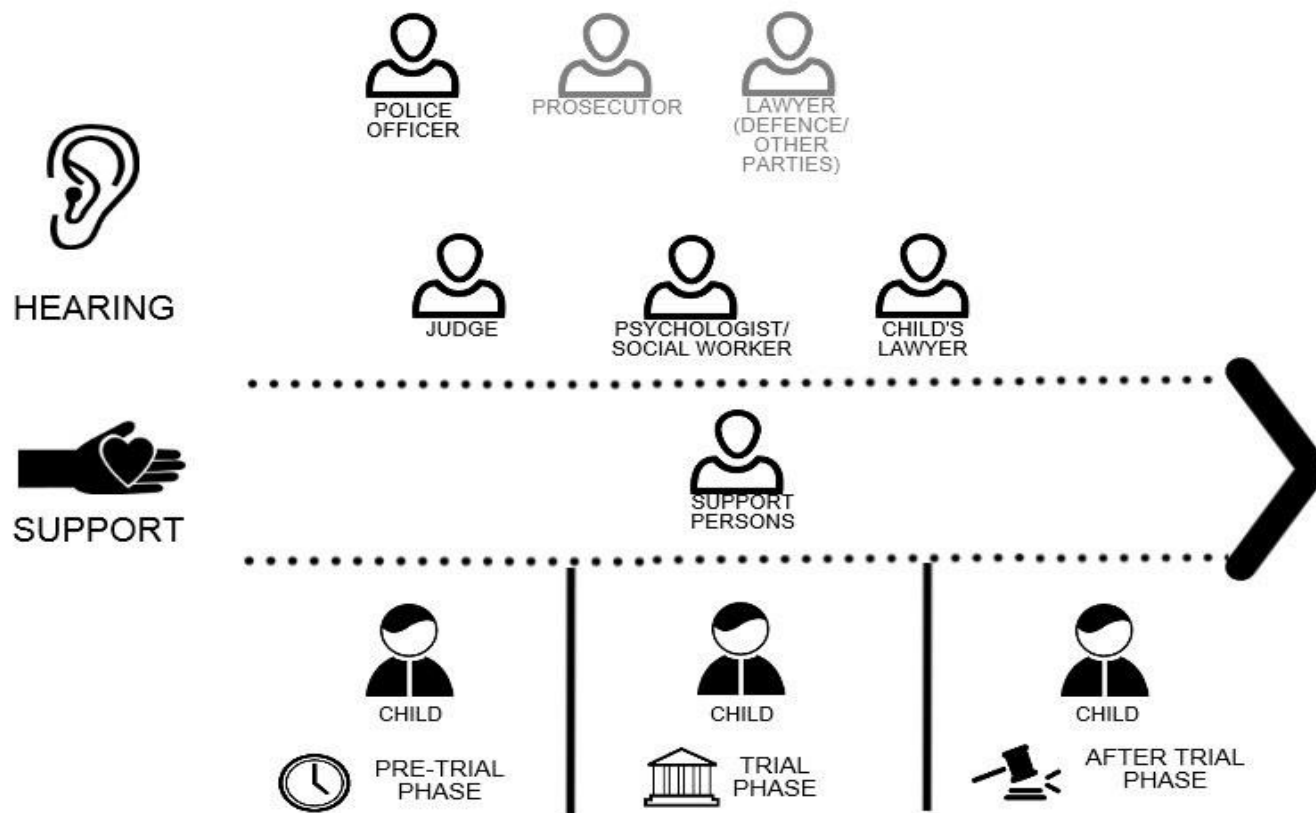 POLICE
OFFICER
PROSECUTOR
LAWYER
(DEFENCE/
OTHER
PARTIES)
HEARING
JUDGE
PSYCHOLOGIST/
SOCIAL WORKER
CHILD'S
LAWYER
SUPPORT
SUPPORT
PERSONS
CHILD
CHILD
CHILD
PRE-TRIAL
PHASE
TRIAL
PHASE
AFTER TRIAL
PHASE